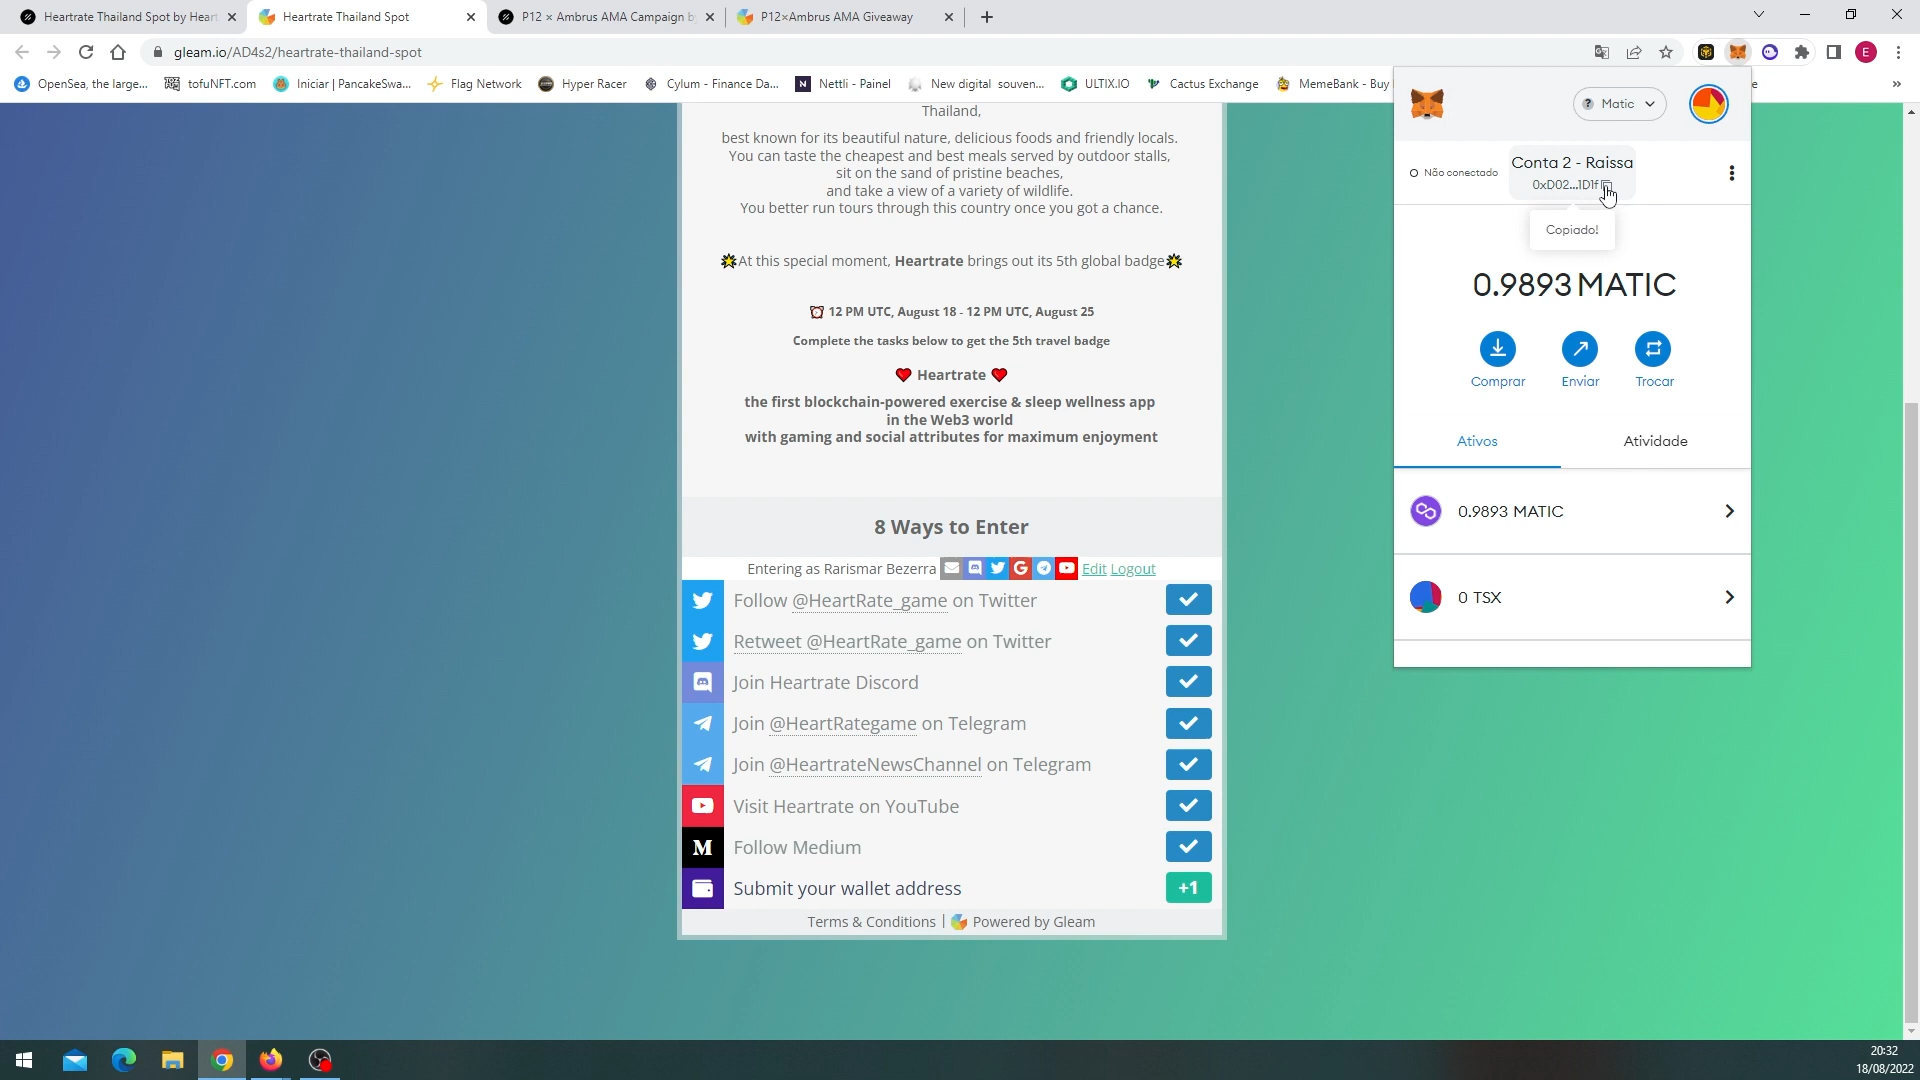 Heartrate Thailand Spot by Heart
Heartrate Thailand Spot
P12 × Ambrus AMA Campaign b
P12×Ambrus AMA Giveaway
gleam.io/AD4s2/heartrate-thailand-spot
E
OpenSea, the large...
tofuNFT.com
Iniciar | PancakeSwa...
Flag Network
Hyper Racer
Cylum - Finance Da...
Nettli - Painel
New digital souven...
ULTIX.IO
Cactus Exchange
MemeBank - Buy
»
Thailand,
best known for its beautiful nature, delicious foods and friendly locals.
You can taste the cheapest and best meals served by outdoor stalls,
sit on the sand of pristine beaches,
and take a view of a variety of wildlife.
You better run tours through this country once you got a chance.
At this special moment, Heartrate brings out its 5th global badge
12 PM UTC, August 18 - 12 PM UTC, August 25
Complete the tasks below to get the 5th travel badge
Heartrate
the first blockchain-powered exercise & sleep wellness app
in the Web3 world
with gaming and social attributes for maximum enjoyment
8 Ways to Enter
Entering as Rarismar Bezerra Edit Logout
Follow @HeartRate_game on Twitter
Retweet @HeartRate_game on Twitter
Join Heartrate Discord
Join @HeartRategame on Telegram
Join @HeartrateNewsChannel on Telegram
Visit Heartrate on YouTube
Follow Medium
Submit your wallet address
+1
Terms & Conditions | Powered by Gleam
? Matic
Não conectado
Conta 2 - Raissa
0xD02...1D1f
Copiado!
0.9893 MATIC
Comprar
Enviar
Trocar
Ativos
Atividade
0.9893 MATIC
0 TSX
20:32
18/08/2022